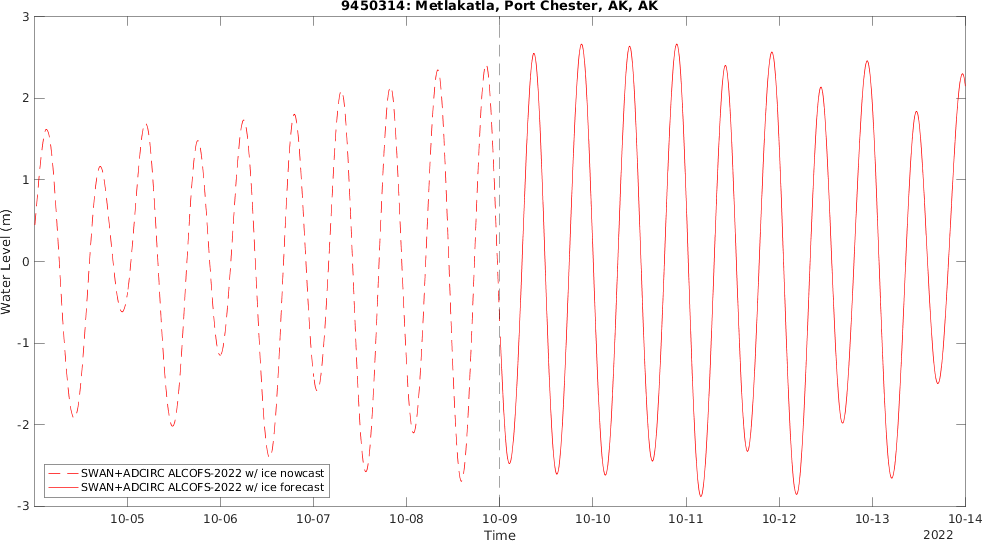 9450314: Metlakatla, Port Chester, AK, AK
Water Level (m)
3
2
1
0
-1
-2
-3
SWAN+ADCIRC ALCOFS-2022 w/ ice nowcast
SWAN+ADCIRC ALCOFS-2022 w/ ice forecast
10-05 10-06 10-07 10-08 10-09 10-10 10-11 10-12 10-13 10-14
Time
2022